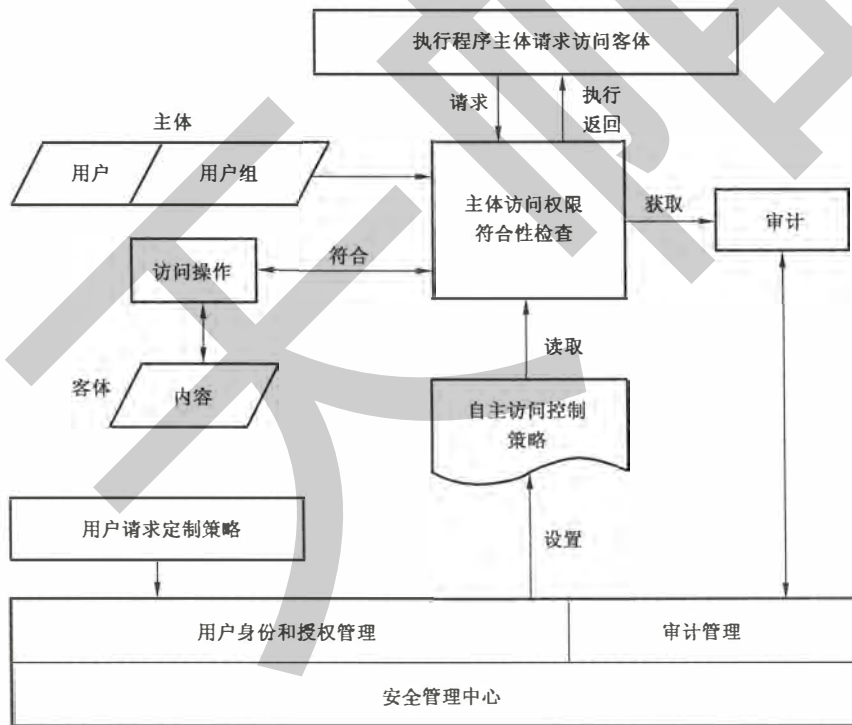 执行程序主体请求访问客体
请求
执行
返回
主体
用户
用户组
主体访问权限
符合性检查
获取
审计
访问操作
符合
读取
客体
内容
自主访问控制
策略
用户请求定制策略
设置
用户身份和授权管理
审计管理
安全管理中心